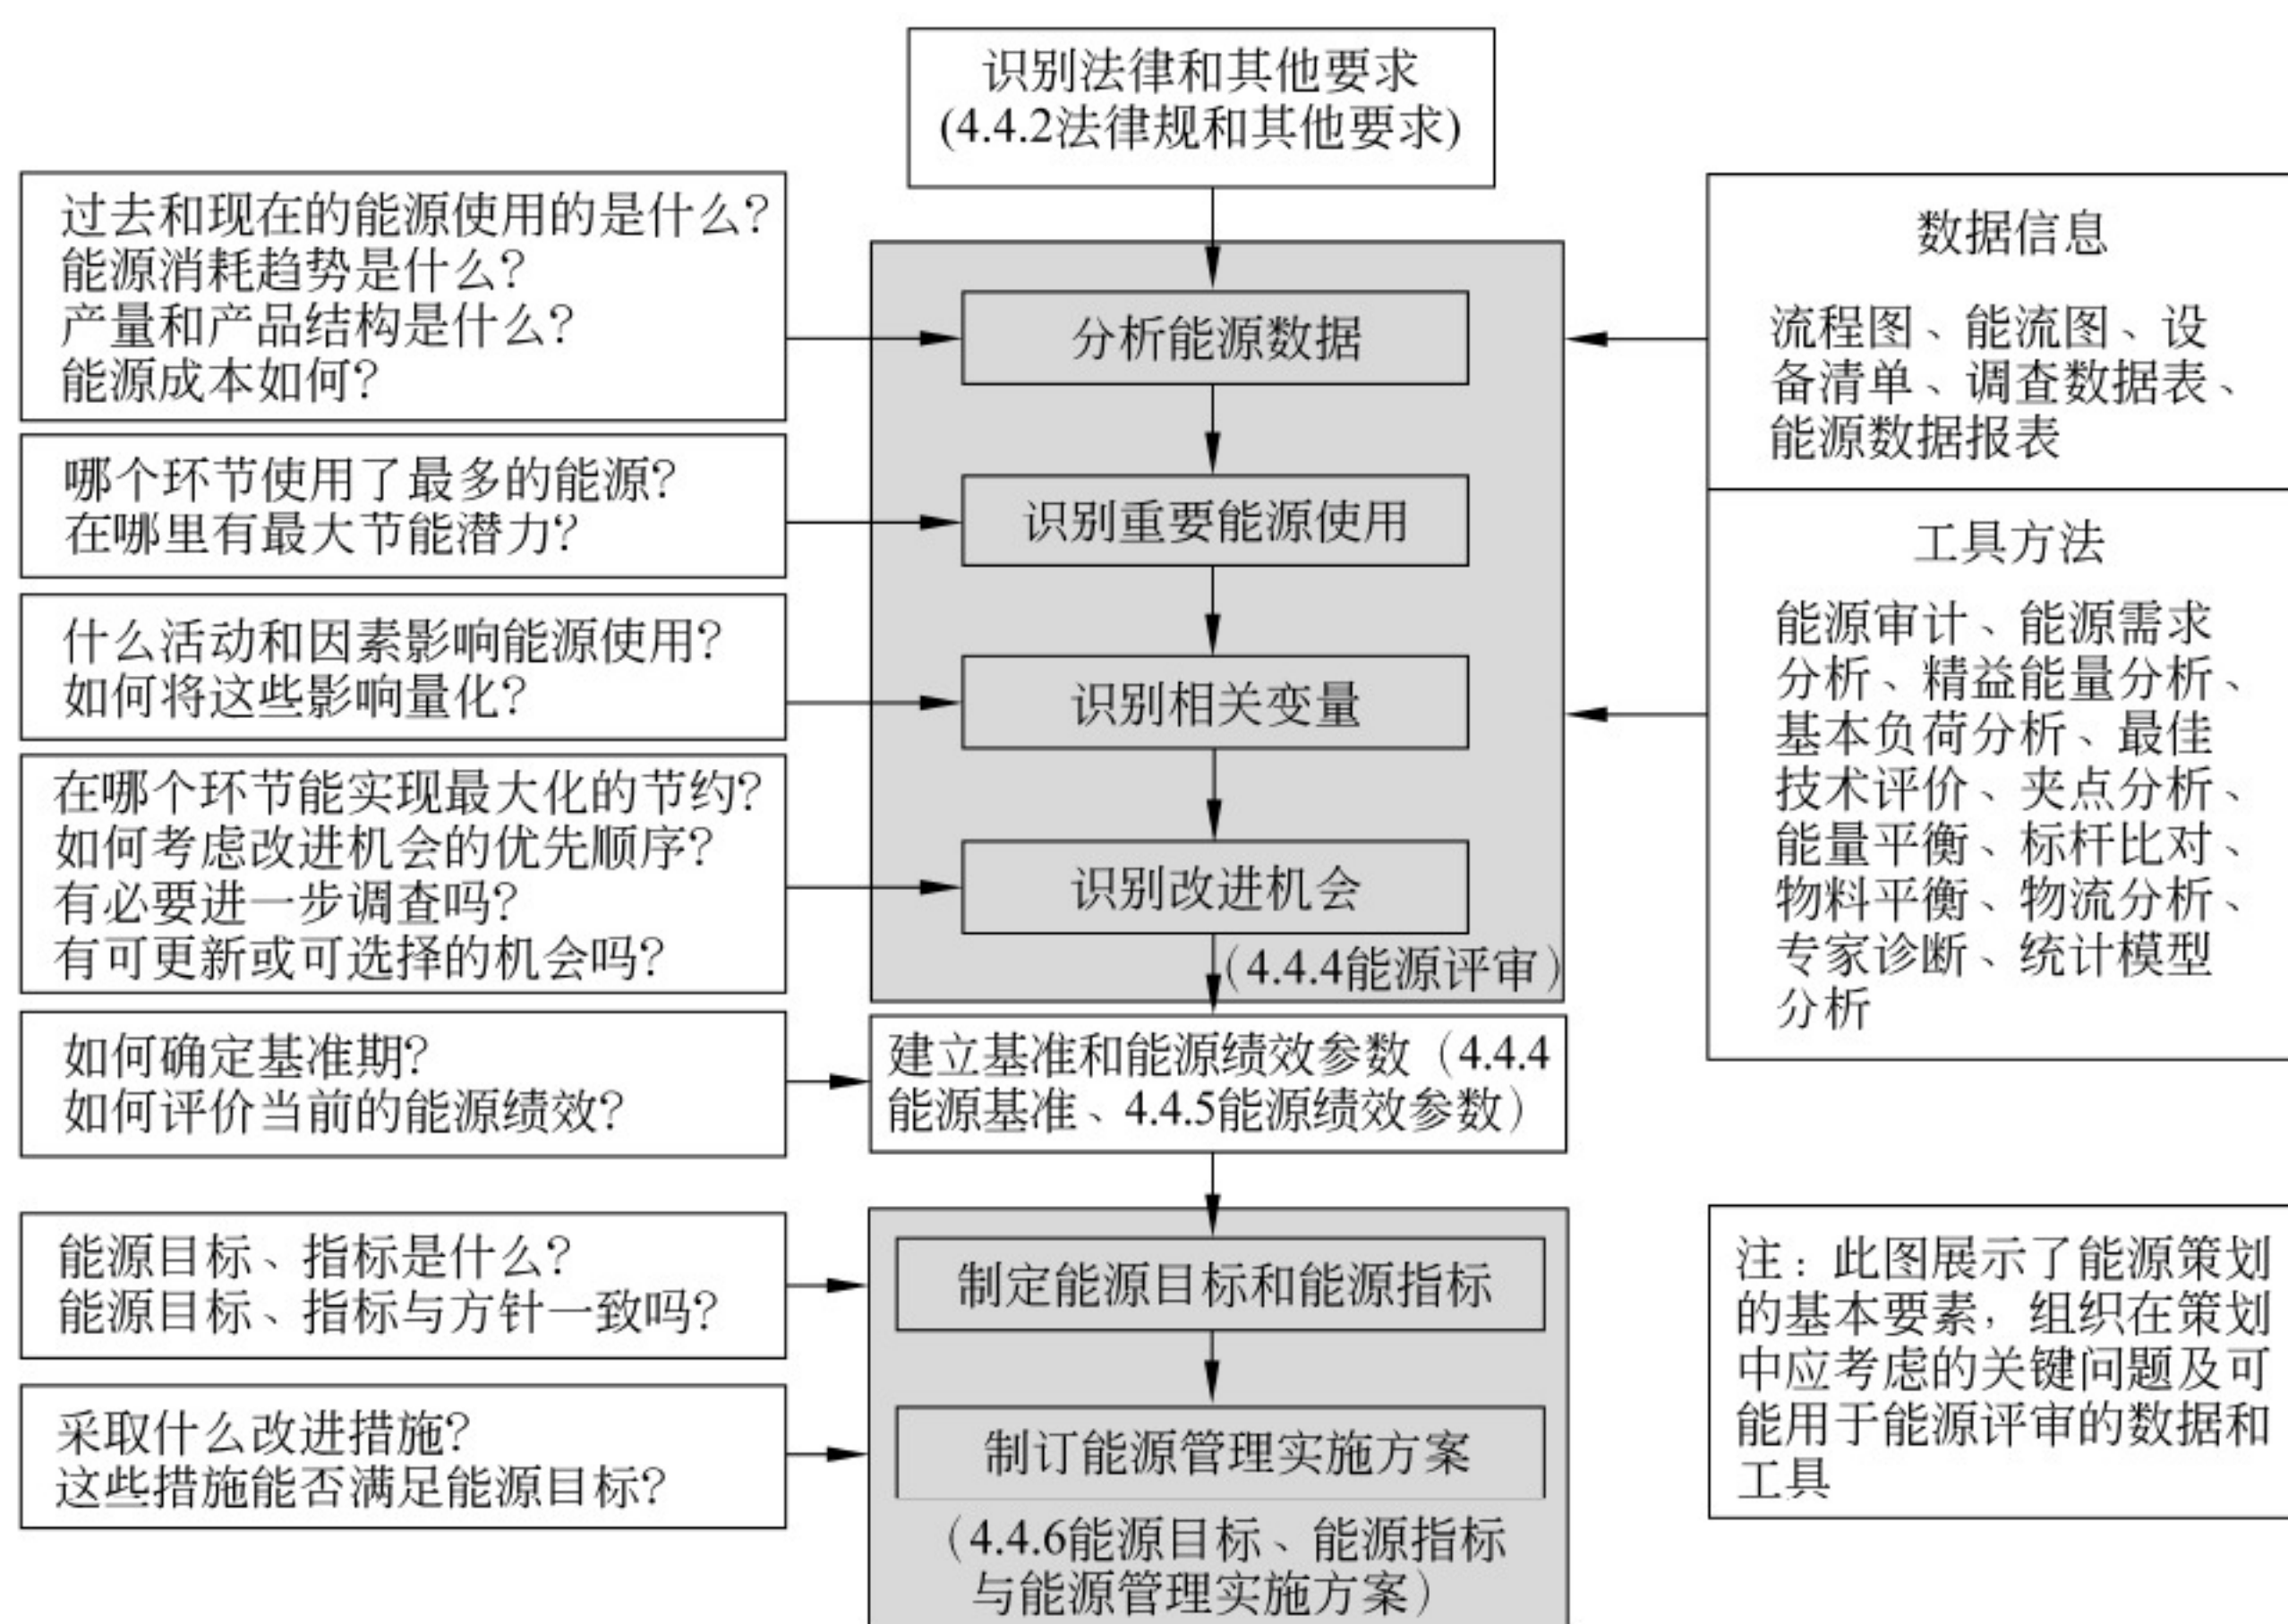 识别法律和其他要求
(4.4.2法律规和其他要求)
过去和现在的能源使用的是什么?
能源消耗趋势是什么?
产量和产品结构是什么?
能源成本如何?
分析能源数据
数据信息
流程图、能流图、设
备清单、调查数据表、
能源数据报表
哪个环节使用了最多的能源?
在哪里有最大节能潜力?
识别重要能源使用
工具方法
能源审计、能源需求
分析、精益能量分析、
基本负荷分析、最佳
技术评价、夹点分析、
能量平衡、标杆比对、
物料平衡、物流分析、
专家诊断、统计模型
分析
什么活动和因素影响能源使用?
如何将这些影响量化?
识别相关变量
在哪个环节能实现最大化的节约?
如何考虑改进机会的优先顺序?
有必要进一步调查吗?
有可更新或可选择的机会吗?
识别改进机会
(4.4.4能源评审)
如何确定基准期?
如何评价当前的能源绩效?
建立基准和能源绩效参数（4.4.4
能源基准、4.4.5能源绩效参数）
能源目标、指标是什么?
能源目标、指标与方针一致吗?
制定能源目标和能源指标
采取什么改进措施?
这些措施能否满足能源目标?
制订能源管理实施方案
（4.4.6能源目标、能源指标
与能源管理实施方案）
注：此图展示了能源策划
的基本要素，组织在策划
中应考虑的关键问题及可
能用于能源评审的数据和
工具